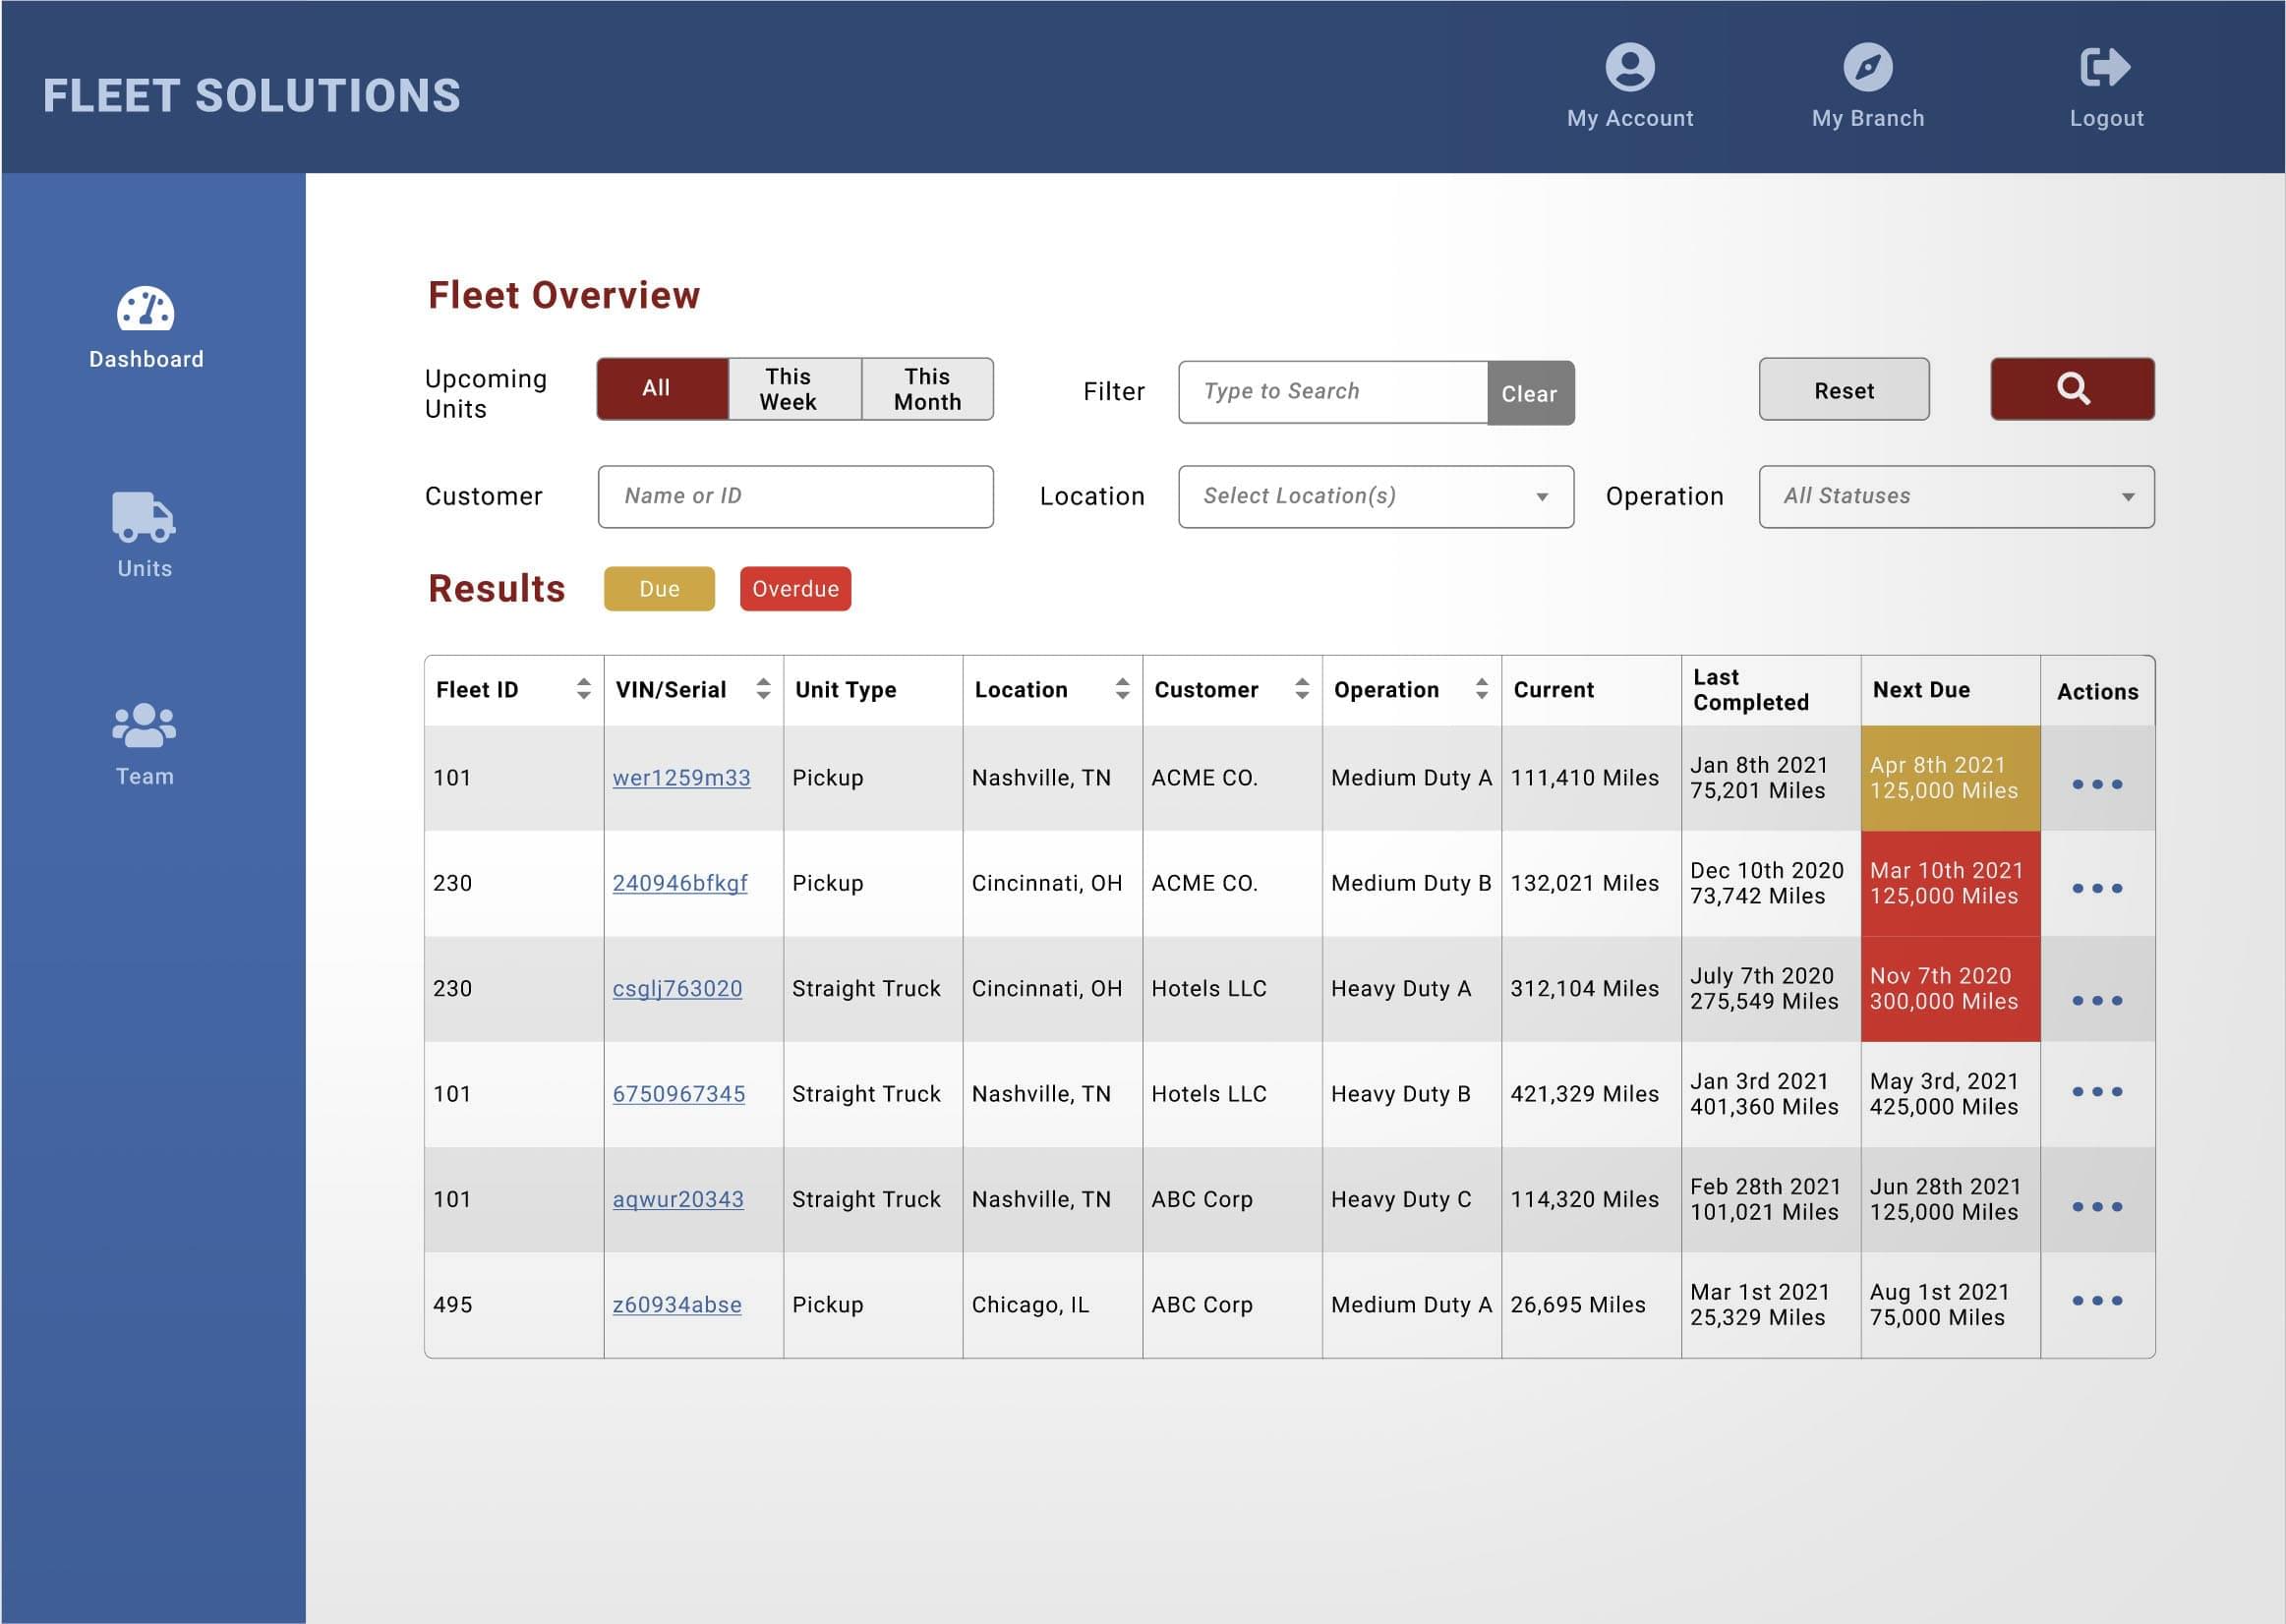 FLEET SOLUTIONS
My Account
My Branch
Logout
Dashboard
Units
Team
Fleet Overview
Upcoming
Units
All
This
Week
This
Month
Filter
Type to Search
Clear
Reset
Customer
Name or ID
Location
Select Location(s)
Operation
All Statuses
Results
Due
Overdue
Fleet ID VIN/Serial Unit Type Location Customer Operation Current Last Completed Next Due Actions
101 wer1259m33 Pickup Nashville, TN ACME CO. Medium Duty A 111,410 Miles Jan 8th 2021 Apr 8th 2021
75,201 Miles 125,000 Miles
230 240946bfkgf Pickup Cincinnati, OH ACME CO. Medium Duty B 132,021 Miles Dec 10th 2020 Mar 10th 2021
73,742 Miles 125,000 Miles
230 csglj763020 Straight Truck Cincinnati, OH Hotels LLC Heavy Duty A 312,104 Miles July 7th 2020 Nov 7th 2020
275,549 Miles 300,000 Miles
101 6750967345 Straight Truck Nashville, TN Hotels LLC Heavy Duty B 421,329 Miles Jan 3rd 2021 May 3rd, 2021
401,360 Miles 425,000 Miles
101 aqwur20343 Straight Truck Nashville, TN ABC Corp Heavy Duty C 114,320 Miles Feb 28th 2021 Jun 28th 2021
101,021 Miles 125,000 Miles
495 z60934abse Pickup Chicago, IL ABC Corp Medium Duty A 26,695 Miles Mar 1st 2021 Aug 1st 2021
25,329 Miles 75,000 Miles